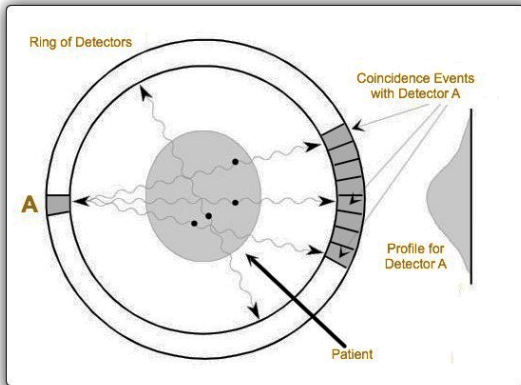 Ring of Detectors
Coincidence Events
with Detector A
A
Profile for
Detector A
Patient